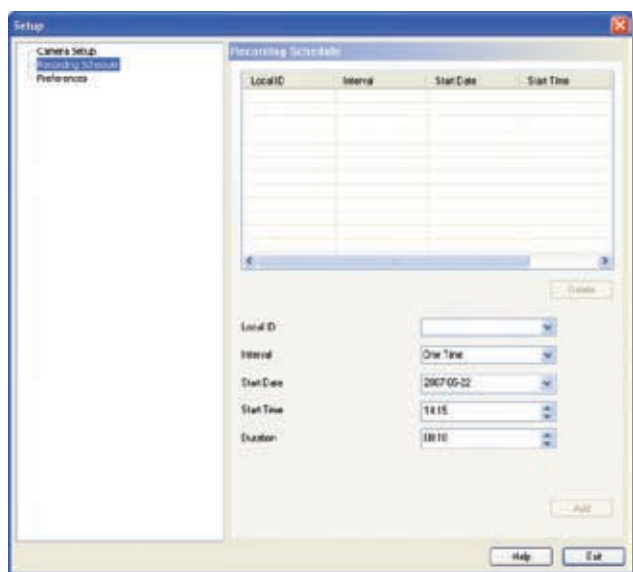 Setup
Camera Setup
Recording Schedule
Preferences
Recording Schedule
Local ID Interval Start Date Start Time
Delete
Local ID
Interval One Time
Start Date 2007-05-22
Start Time 14:15
Duration 00:10
Add
Help Exit